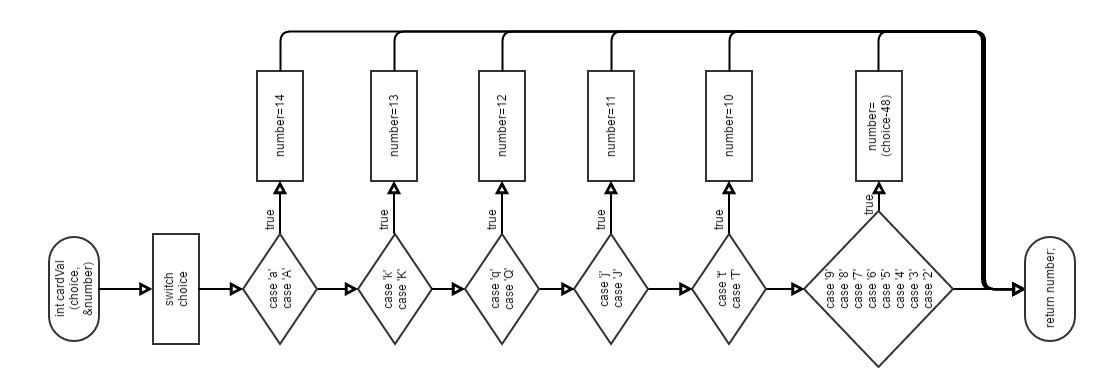 int cardVal
(choice,
&number)
switch
choice
case 'a'
case 'A'
true
number=14
case 'k'
case 'K'
true
number=13
case 'q'
case 'Q'
true
number=12
case 'j'
case 'J'
true
number=11
case 't'
case 'T'
true
number=10
case '9'
case '8'
case '7'
case '6'
case '5'
case '4'
case '3'
case '2'
true
number=
(choice-48)
return number;